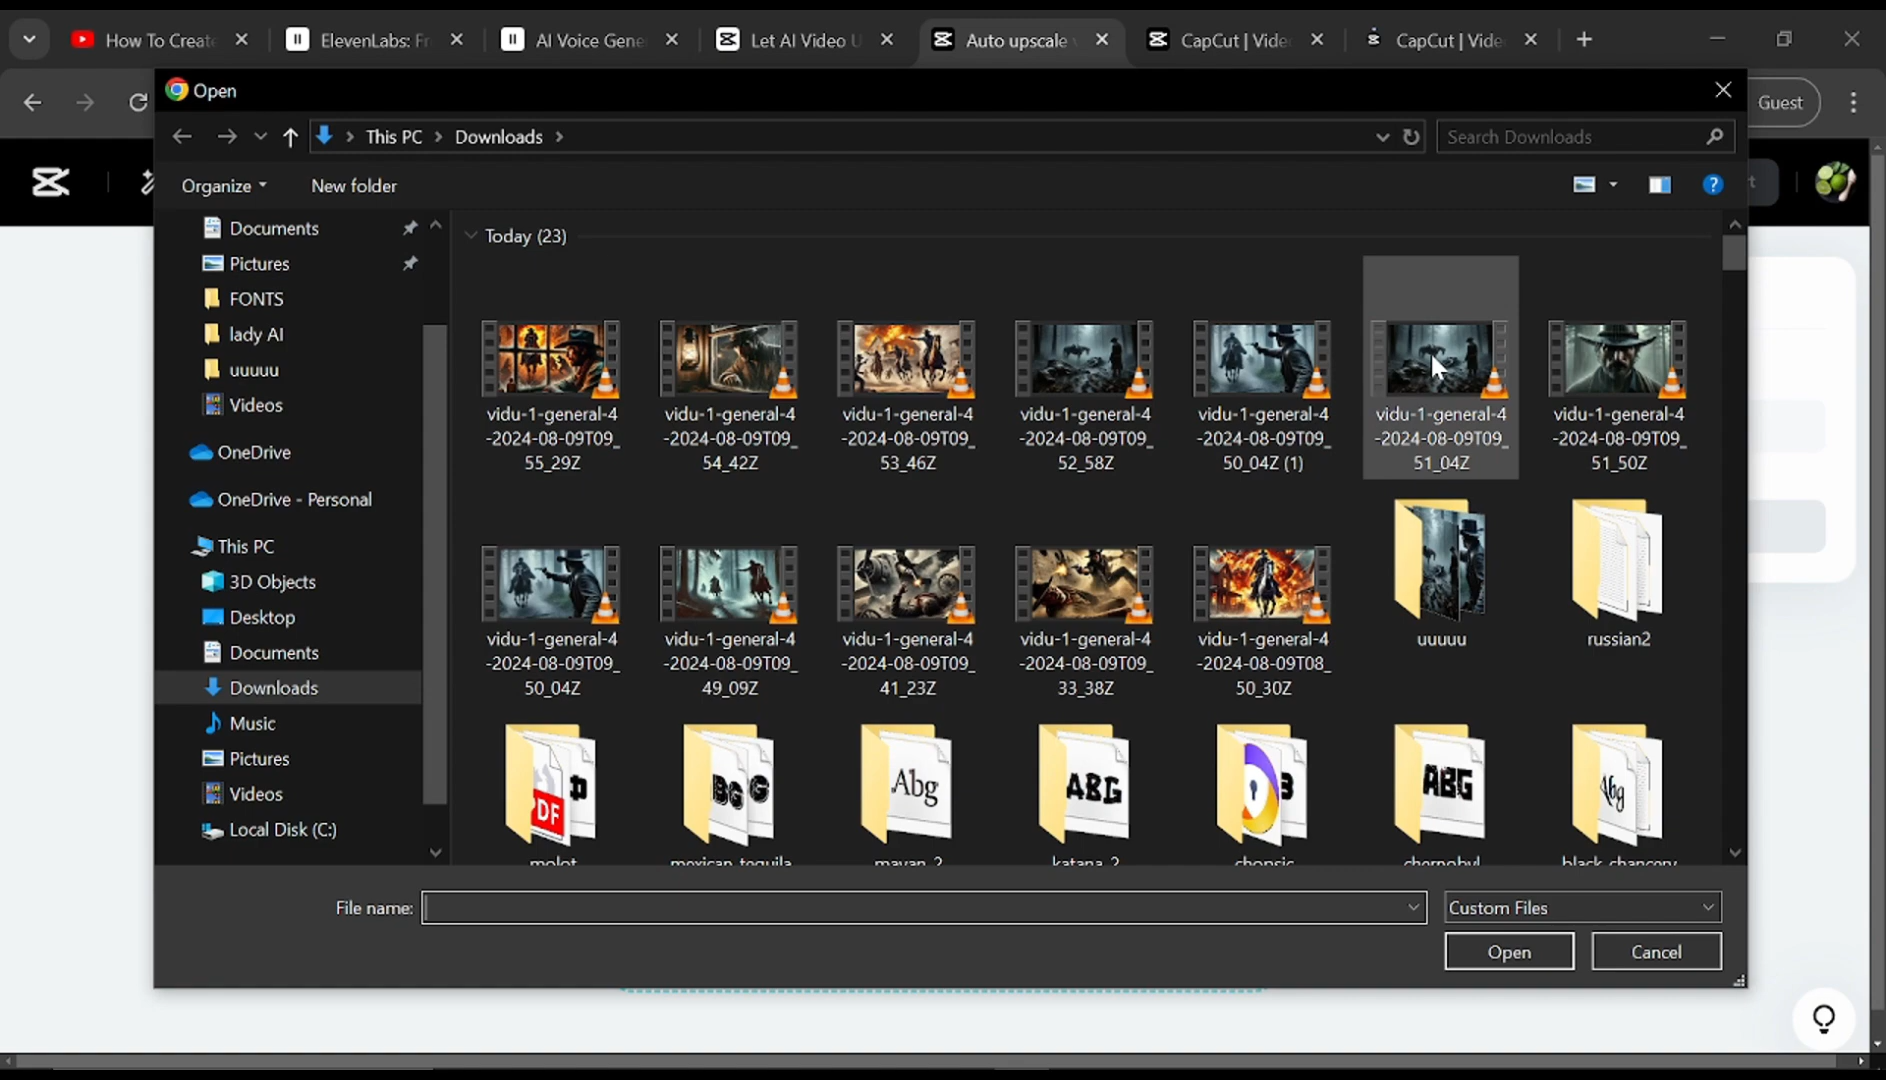 How To Create
ElevenLabs: Fr
AI Voice Gene
Let AI Video U
Auto upscale
CapCut | Vide
CapCut | Vide
Open
Guest
This PC
Downloads
Search Downloads
Organize
New folder
Documents
Pictures
FONTS
lady AI
uuuuu
Videos
OneDrive
OneDrive - Personal
This PC
3D Objects
Desktop
Documents
Downloads
Music
Pictures
Videos
Local Disk (C:)
Today (23)
vidu-1-general-4
-2024-08-09T09_
55_29Z
vidu-1-general-4
-2024-08-09T09_
54_42Z
vidu-1-general-4
-2024-08-09T09_
53_46Z
vidu-1-general-4
-2024-08-09T09_
52_58Z
vidu-1-general-4
-2024-08-09T09_
50_04Z (1)
vidu-1-general-4
-2024-08-09T09_
51_04Z
vidu-1-general-4
-2024-08-09T09_
51_50Z
vidu-1-general-4
-2024-08-09T09_
50_04Z
vidu-1-general-4
-2024-08-09T09_
49_09Z
vidu-1-general-4
-2024-08-09T09_
41_23Z
vidu-1-general-4
-2024-08-09T09_
33_38Z
vidu-1-general-4
-2024-08-09T08_
50_30Z
uuuuu
russian2
molot
mexican_tequila
mayan_2
katana_2
chopsic
chernobyl
black_chancery
File name:
Custom Files
Open
Cancel